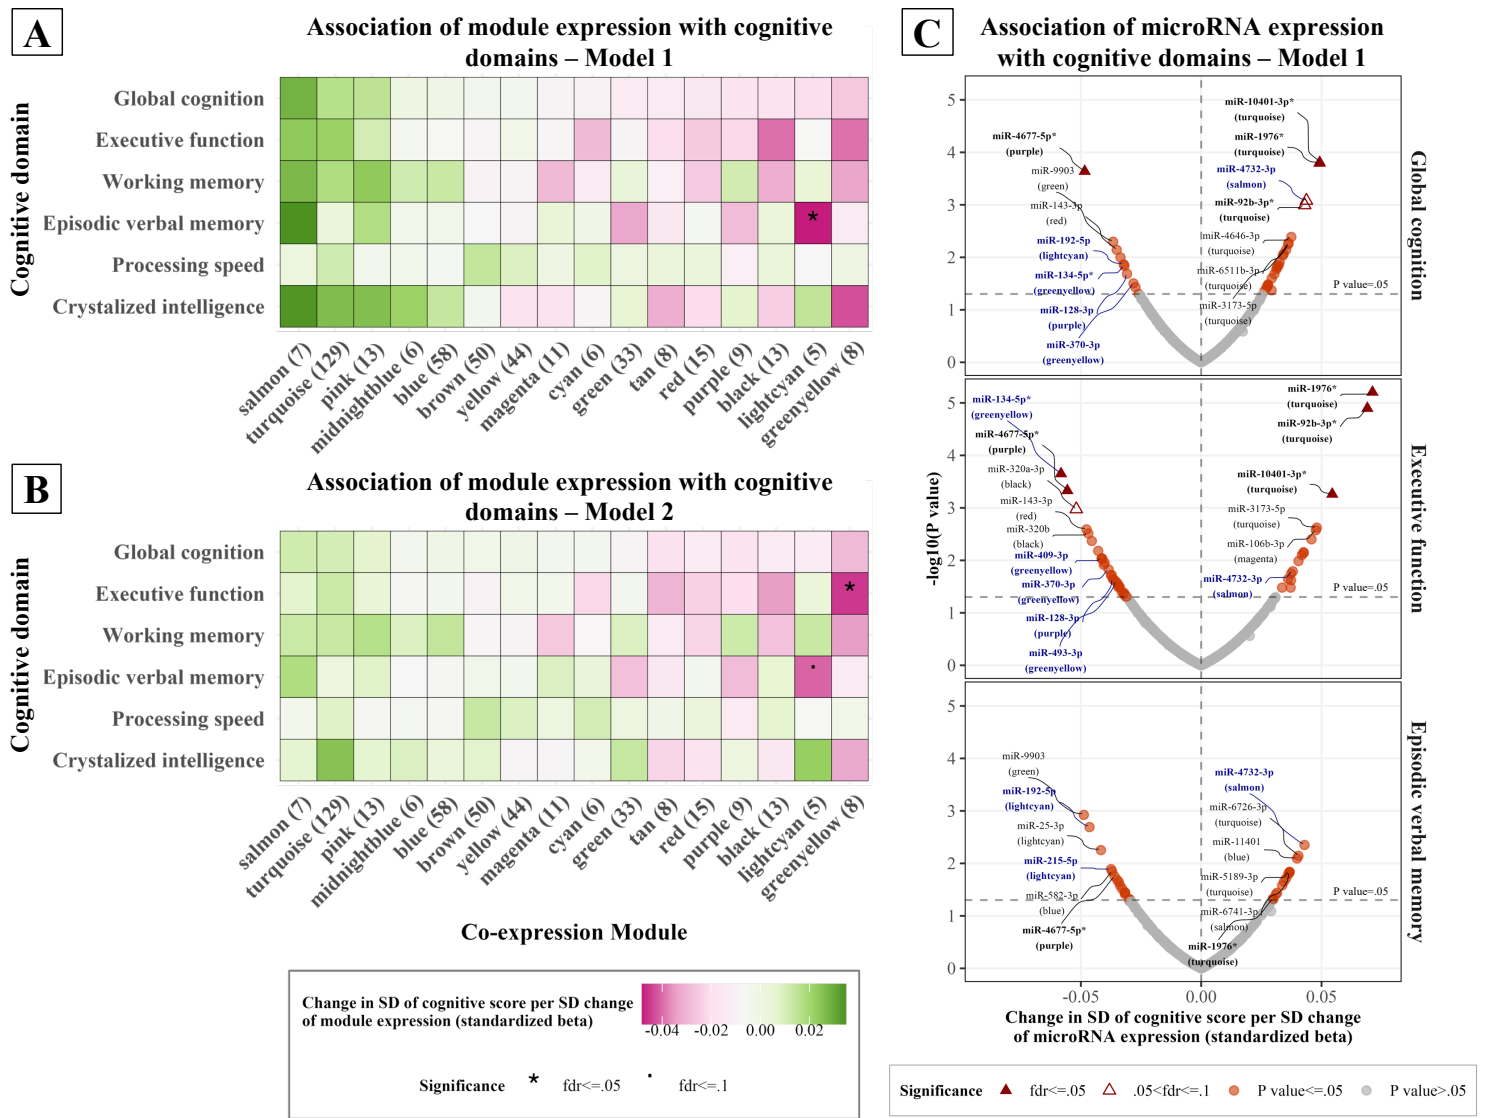 A
Association of module expression with cognitive
domains – Model 1
Cognitive domain
Global cognition
Executive function
Working memory
Episodic verbal memory
*
Processing speed
Crystalized intelligence
salmon (7)
turquoise (129)
pink (13)
midnightblue (6)
blue (58)
brown (50)
yellow (44)
magenta (11)
cyan (6)
green (33)
tan (8)
red (15)
purple (9)
black (13)
lightcyan (5)
greenyellow (8)
B
Association of module expression with cognitive
domains – Model 2
Cognitive domain
Global cognition
Executive function
*
Working memory
Episodic verbal memory
.
Processing speed
Crystalized intelligence
salmon (7)
turquoise (129)
pink (13)
midnightblue (6)
blue (58)
brown (50)
yellow (44)
magenta (11)
cyan (6)
green (33)
tan (8)
red (15)
purple (9)
black (13)
lightcyan (5)
greenyellow (8)
Co-expression Module
Change in SD of cognitive score per SD change
of module expression (standardized beta)
-0.04 -0.02 0.00 0.02
Significance * fdr<=.05 . fdr<=.1
C
Association of microRNA expression
with cognitive domains – Model 1
-log10(P value)
Global cognition
5
4
3
2
1
0
miR-4677-5p*
(purple)
miR-9903
(green)
miR-143-3p
(red)
miR-192-5p
(lightcyan)
miR-134-5p*
(greenyellow)
miR-128-3p
(purple)
miR-370-3p
(greenyellow)
miR-10401-3p*
(turquoise)
miR-1976*
(turquoise)
miR-4732-3p
(salmon)
miR-92b-3p*
(turquoise)
miR-4646-3p
(turquoise)
miR-6511b-3p
(turquoise)
miR-3173-5p
(turquoise)
P value=.05
Executive function
5
4
3
2
1
0
miR-134-5p*
(greenyellow)
miR-4677-5p*
(purple)
miR-320a-3p
(black)
miR-143-3p
(red)
miR-320b
(black)
miR-409-3p
(greenyellow)
miR-370-3p
(greenyellow)
miR-128-3p
(purple)
miR-493-3p
(greenyellow)
miR-1976*
(turquoise)
miR-92b-3p*
(turquoise)
miR-10401-3p*
(turquoise)
miR-3173-5p
(turquoise)
miR-106b-3p
(magenta)
miR-4732-3p
(salmon)
P value=.05
Episodic verbal memory
5
4
3
2
1
0
miR-9903
(green)
miR-192-5p
(lightcyan)
miR-25-3p
(lightcyan)
miR-215-5p
(lightcyan)
miR-582-3p
(blue)
miR-4677-5p*
(purple)
miR-4732-3p
(salmon)
miR-6726-3p
(turquoise)
miR-11401
(blue)
miR-5189-3p
(turquoise)
miR-6741-3p
(salmon)
miR-1976*
(turquoise)
P value=.05
-0.05 0.00 0.05
Change in SD of cognitive score per SD change
of microRNA expression (standardized beta)
Significance fdr<=.05 .05<fdr<=.1 P value<=.05 P value>.05